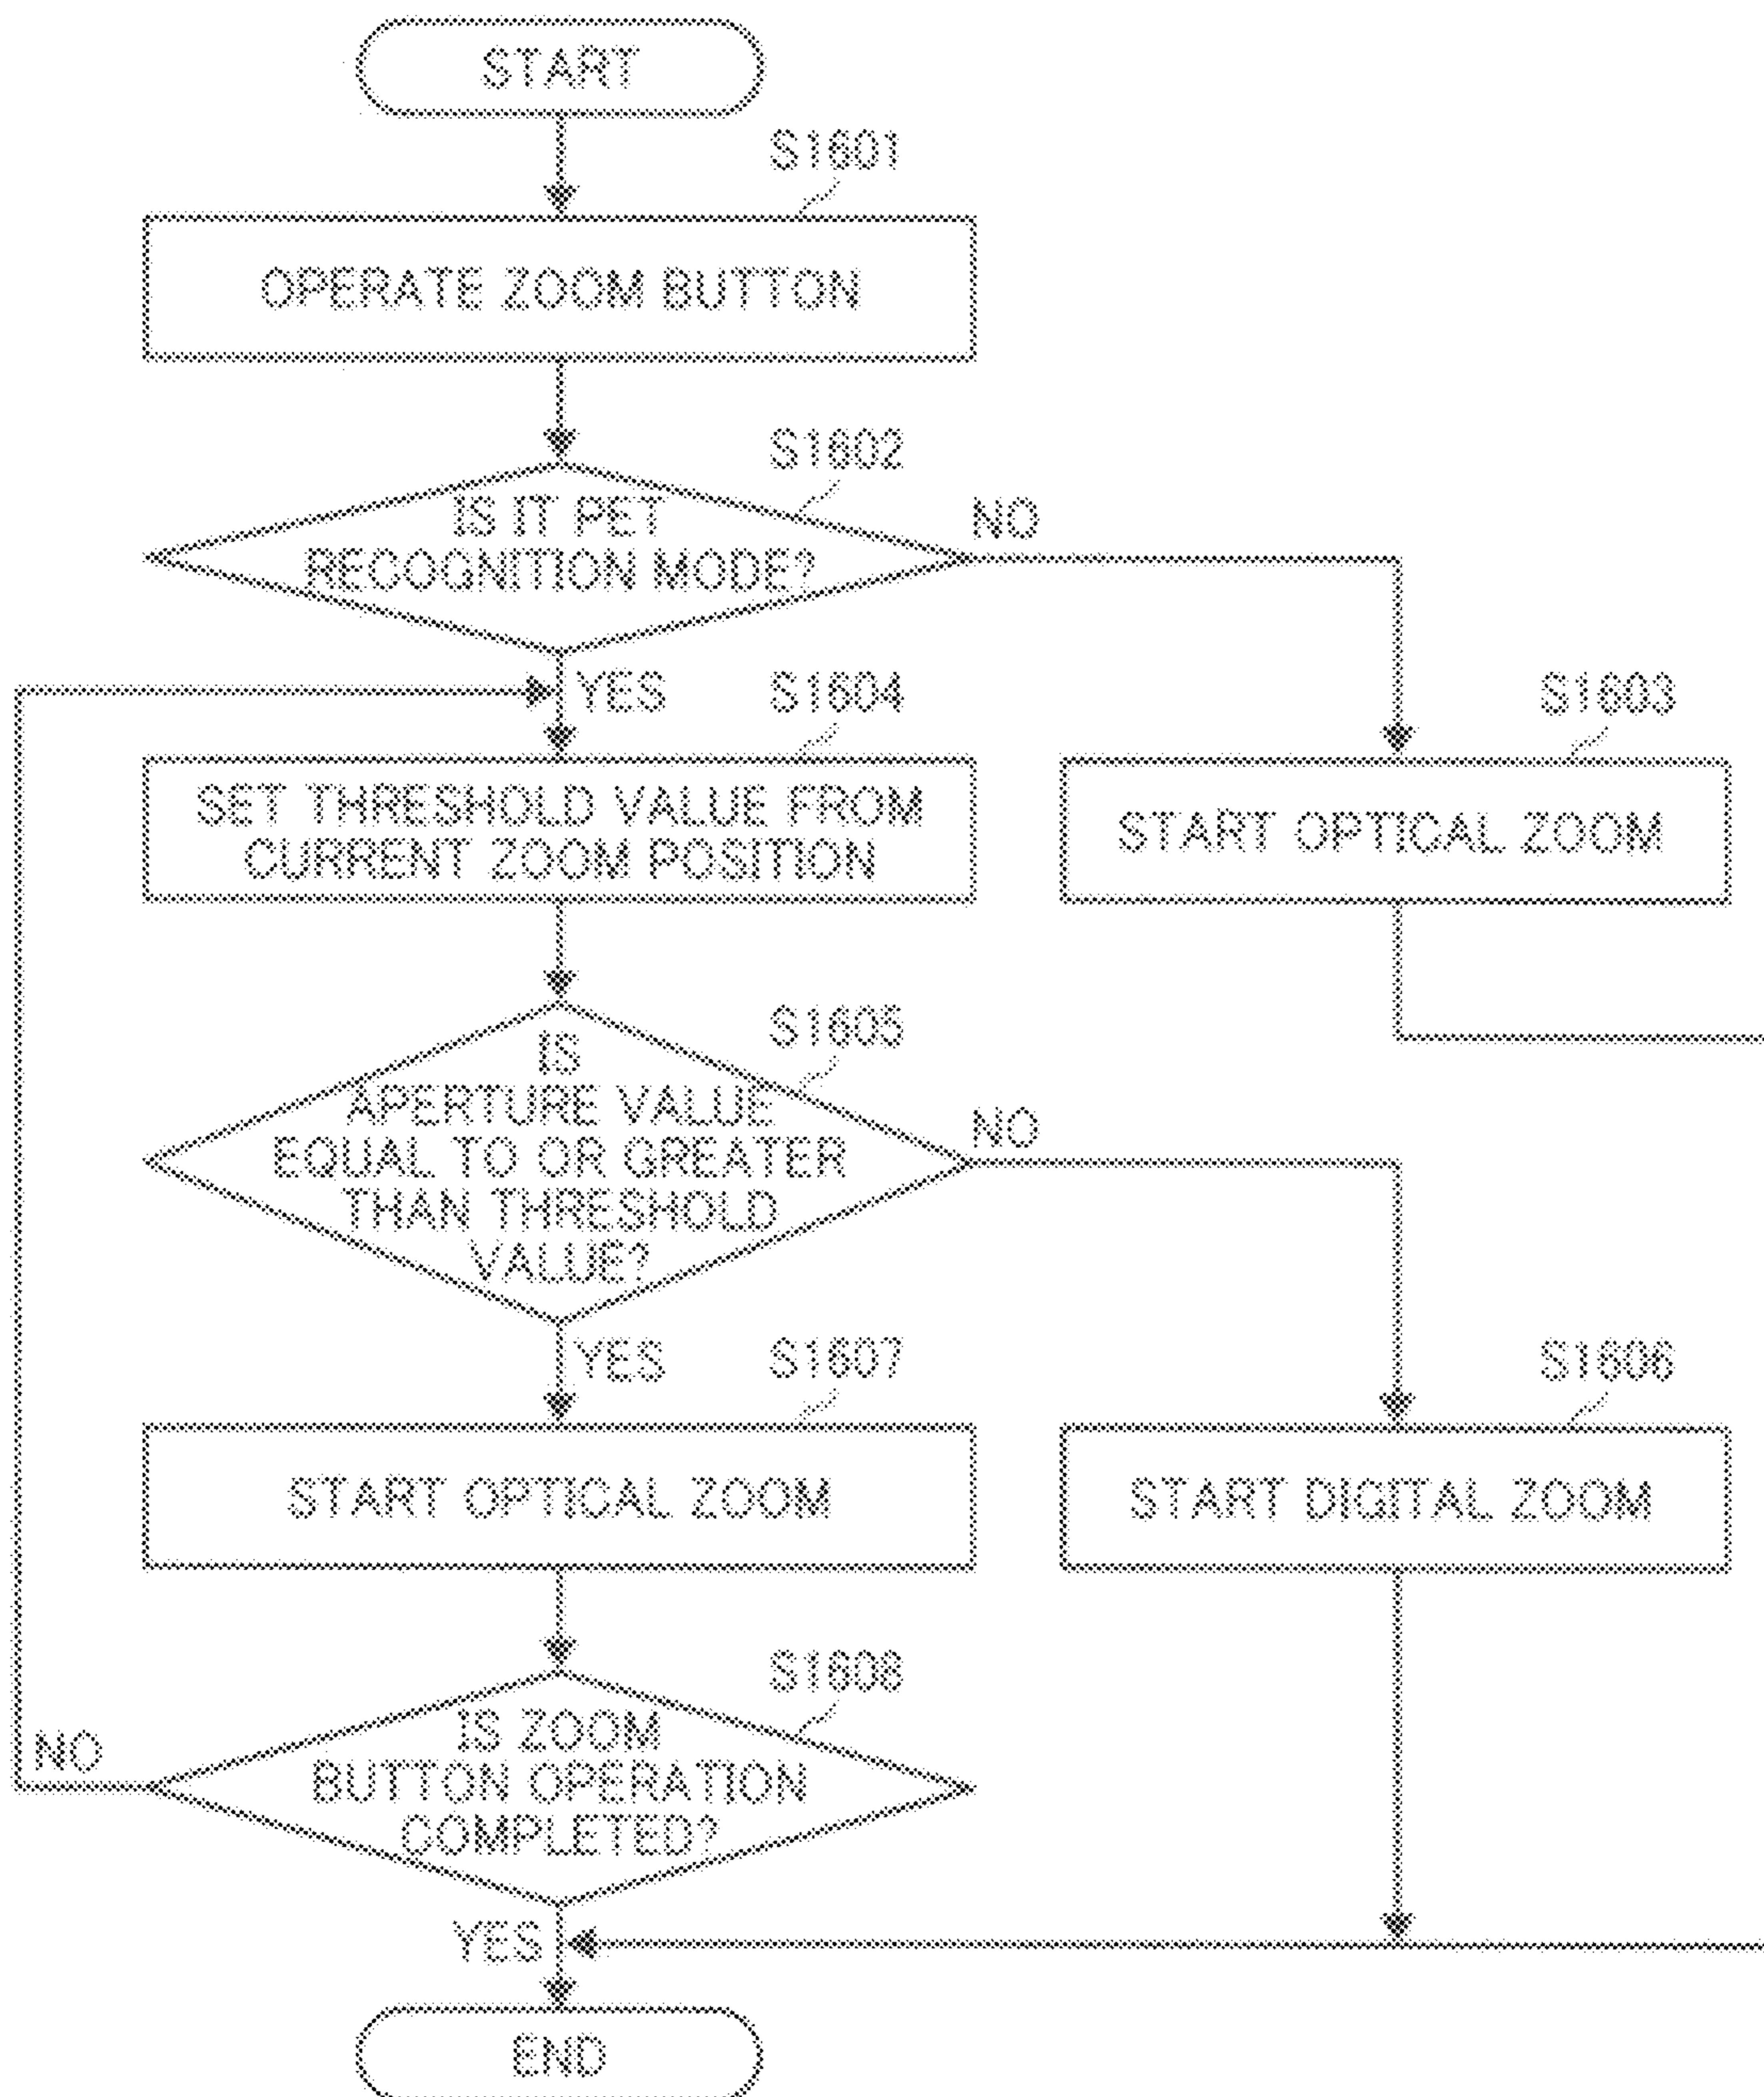 START
S1601
OPERATE ZOOM BUTTON
S1602
IS IT PET
RECOGNITION MODE?
NO
YES
S1604
S1603
SET THRESHOLD VALUE FROM
CURRENT ZOOM POSITION
START OPTICAL ZOOM
S1605
IS
APERTURE VALUE
EQUAL TO OR GREATER
THAN THRESHOLD
VALUE?
NO
YES
S1607
S1606
START OPTICAL ZOOM
START DIGITAL ZOOM
S1608
IS ZOOM
BUTTON OPERATION
COMPLETED?
NO
YES
END